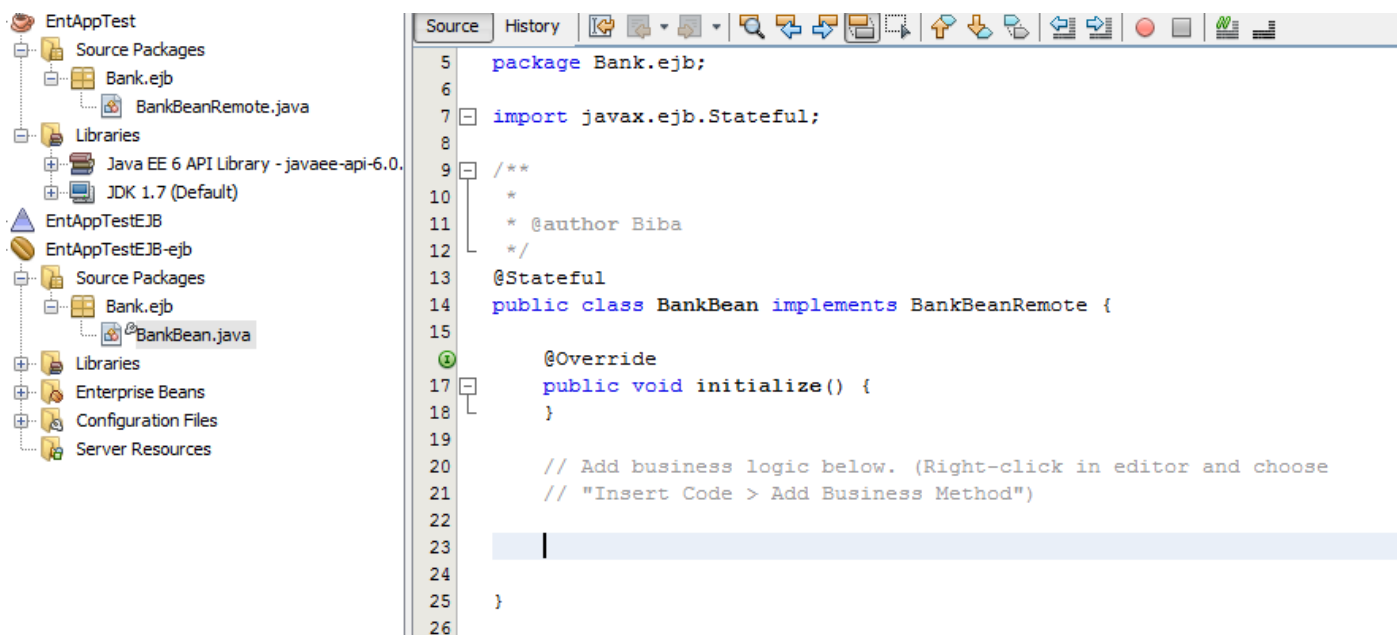 EntAppTest
Source Packages
Bank.ejb
BankBeanRemote.java
Libraries
Java EE 6 API Library - javaee-api-6.0.
JDK 1.7 (Default)
EntAppTestEJB
EntAppTestEJB-ejb
Source Packages
Bank.ejb
BankBean.java
Libraries
Enterprise Beans
Configuration Files
Server Resources
Source History
5 package Bank.ejb;
6
7 import javax.ejb.Stateful;
8
9 /**
10 *
11 * @author Biba
12 */
13 @Stateful
14 public class BankBean implements BankBeanRemote {
15
@Override
17 public void initialize() {
18 }
19
20 // Add business logic below. (Right-click in editor and choose
21 // "Insert Code > Add Business Method")
22
23
24
25 }
26